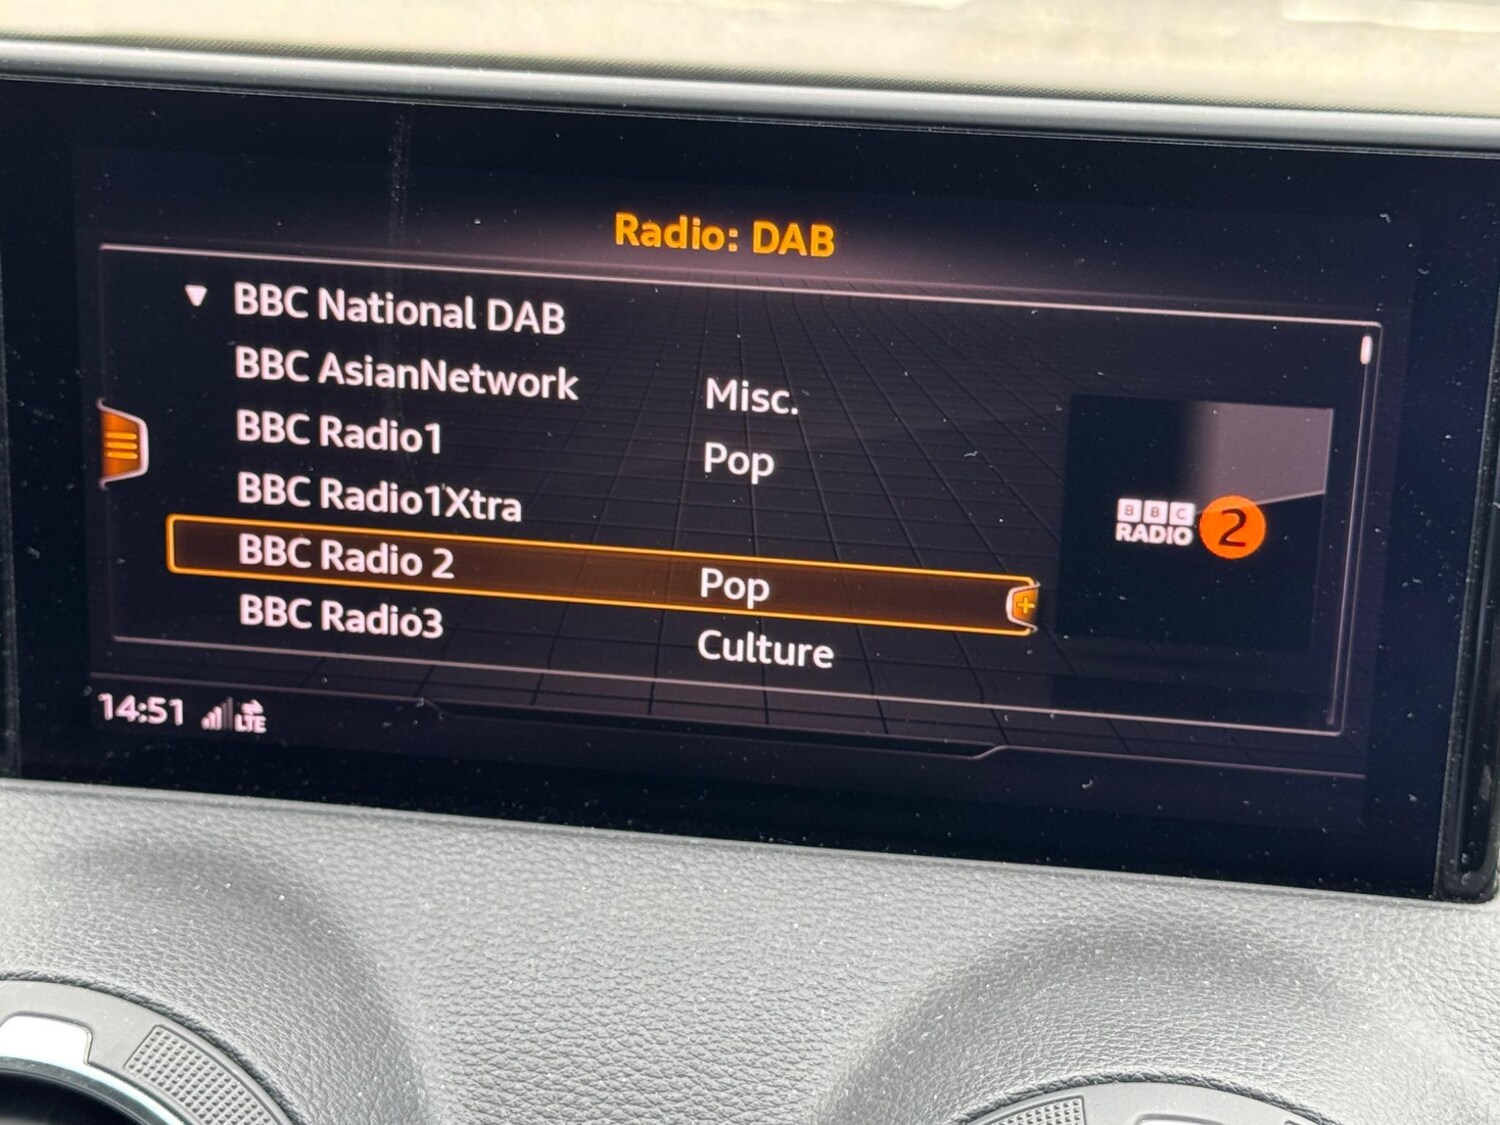 Radio: DAB
BBC National DAB
BBC AsianNetwork Misc.
BBC Radio1 Pop
BBC Radio1Xtra
BBC Radio 2 Pop
BBC Radio3 Culture
BBC
RADIO 2
14:51 LTE